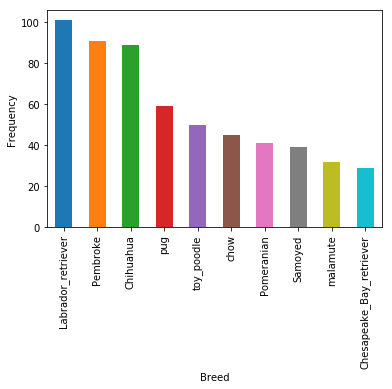 100
80
60
40
20
0
Frequency
Labrador_retriever
Pembroke
Chihuahua
pug
toy_poodle
chow
Pomeranian
Samoyed
malamute
Chesapeake_Bay_retriever
Breed